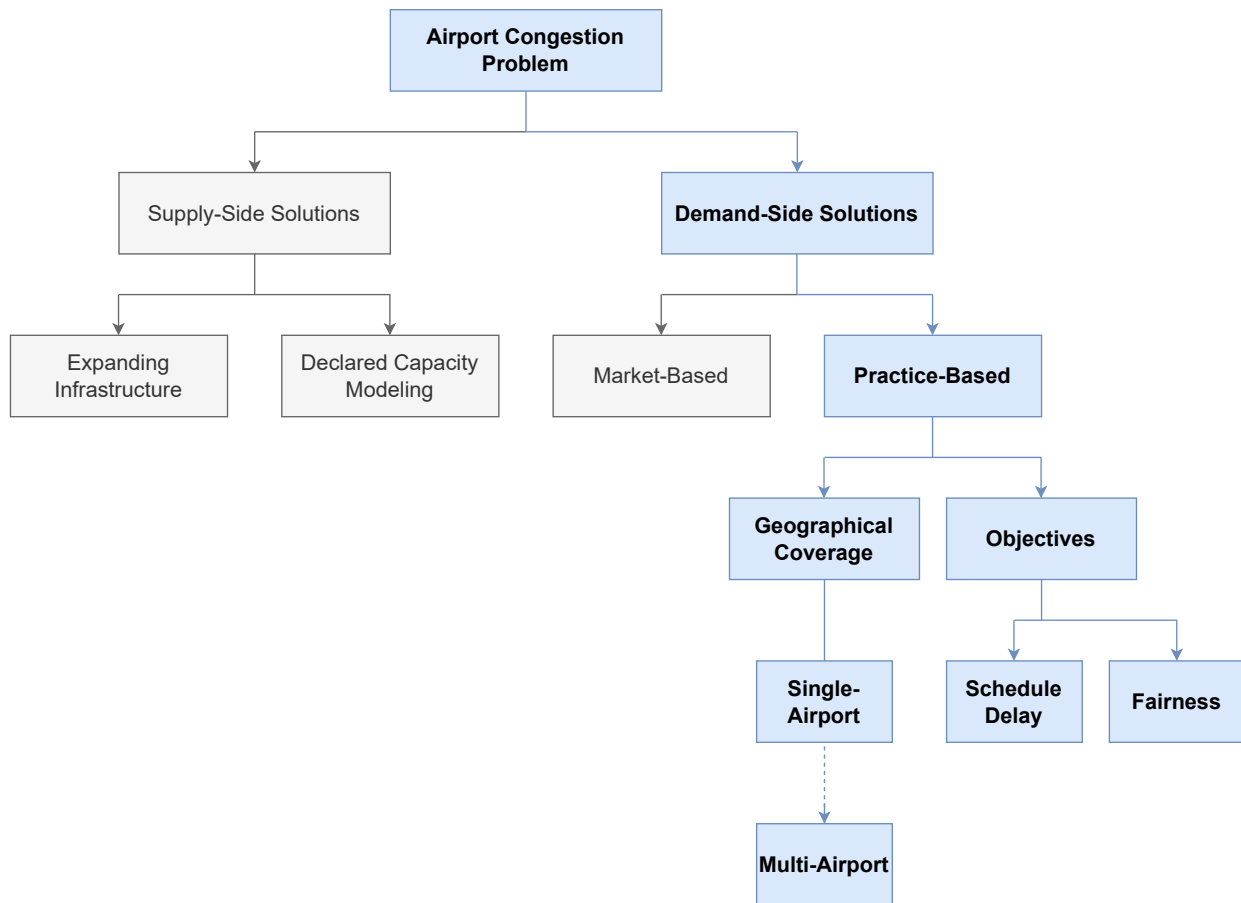 Airport Congestion
Problem
Supply-Side Solutions
Demand-Side Solutions
Expanding
Infrastructure
Declared Capacity
Modeling
Market-Based
Practice-Based
Geographical
Coverage
Objectives
Single-
Airport
Schedule
Delay
Fairness
Multi-Airport